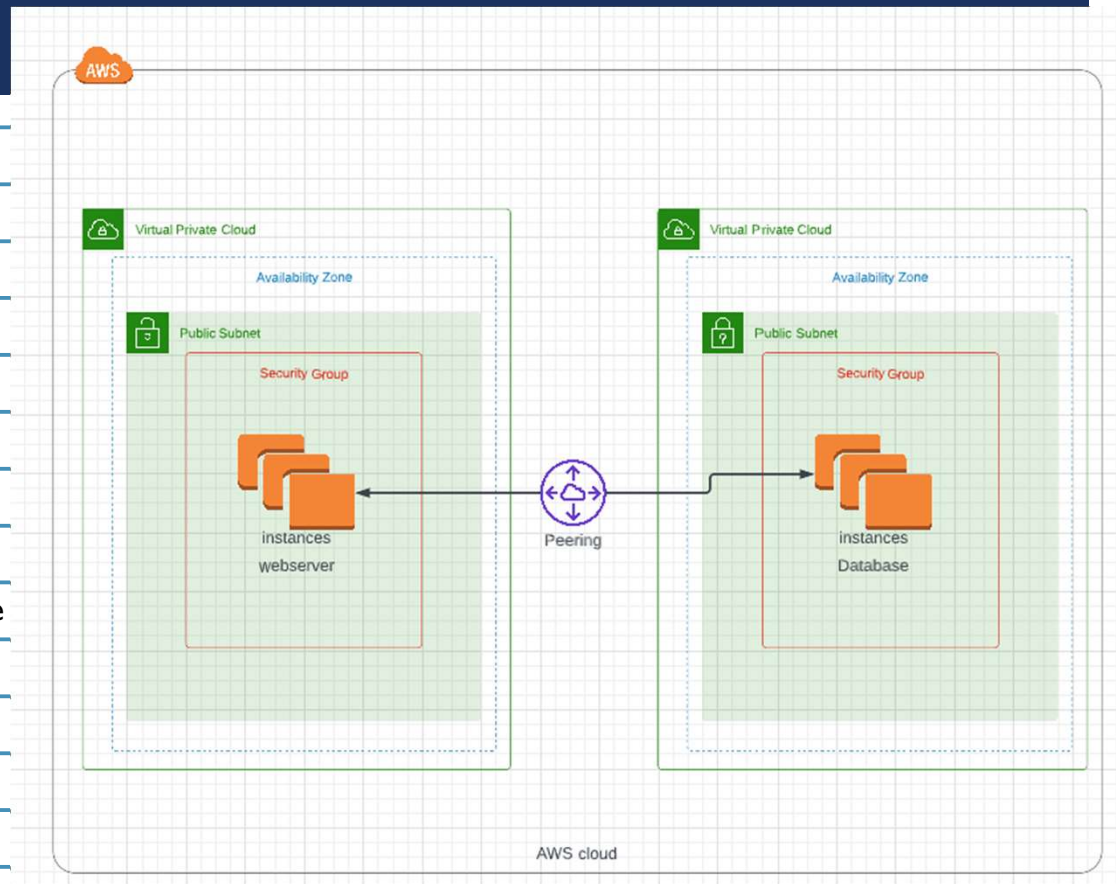 AWS
Virtual Private Cloud
Virtual Private Cloud
Availability Zone
Availability Zone
Public Subnet
Public Subnet
Security Group
Security Group
instances
webserver
Peering
instances
Database
e
AWS cloud